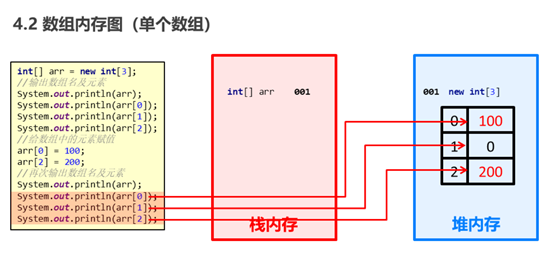 4.2 数组内存图（单个数组）
int[] arr = new int[3];
//输出数组名及元素
System.out.println(arr);
System.out.println(arr[0]);
System.out.println(arr[1]);
System.out.println(arr[2]);
//给数组中的元素赋值
arr[0] = 100;
arr[2] = 200;
//再次输出数组名及元素
System.out.println(arr);
System.out.println(arr[0]);
System.out.println(arr[1]);
System.out.println(arr[2]);
int[] arr 001
栈内存
001 new int[3]
0 100
1 0
2 200
堆内存